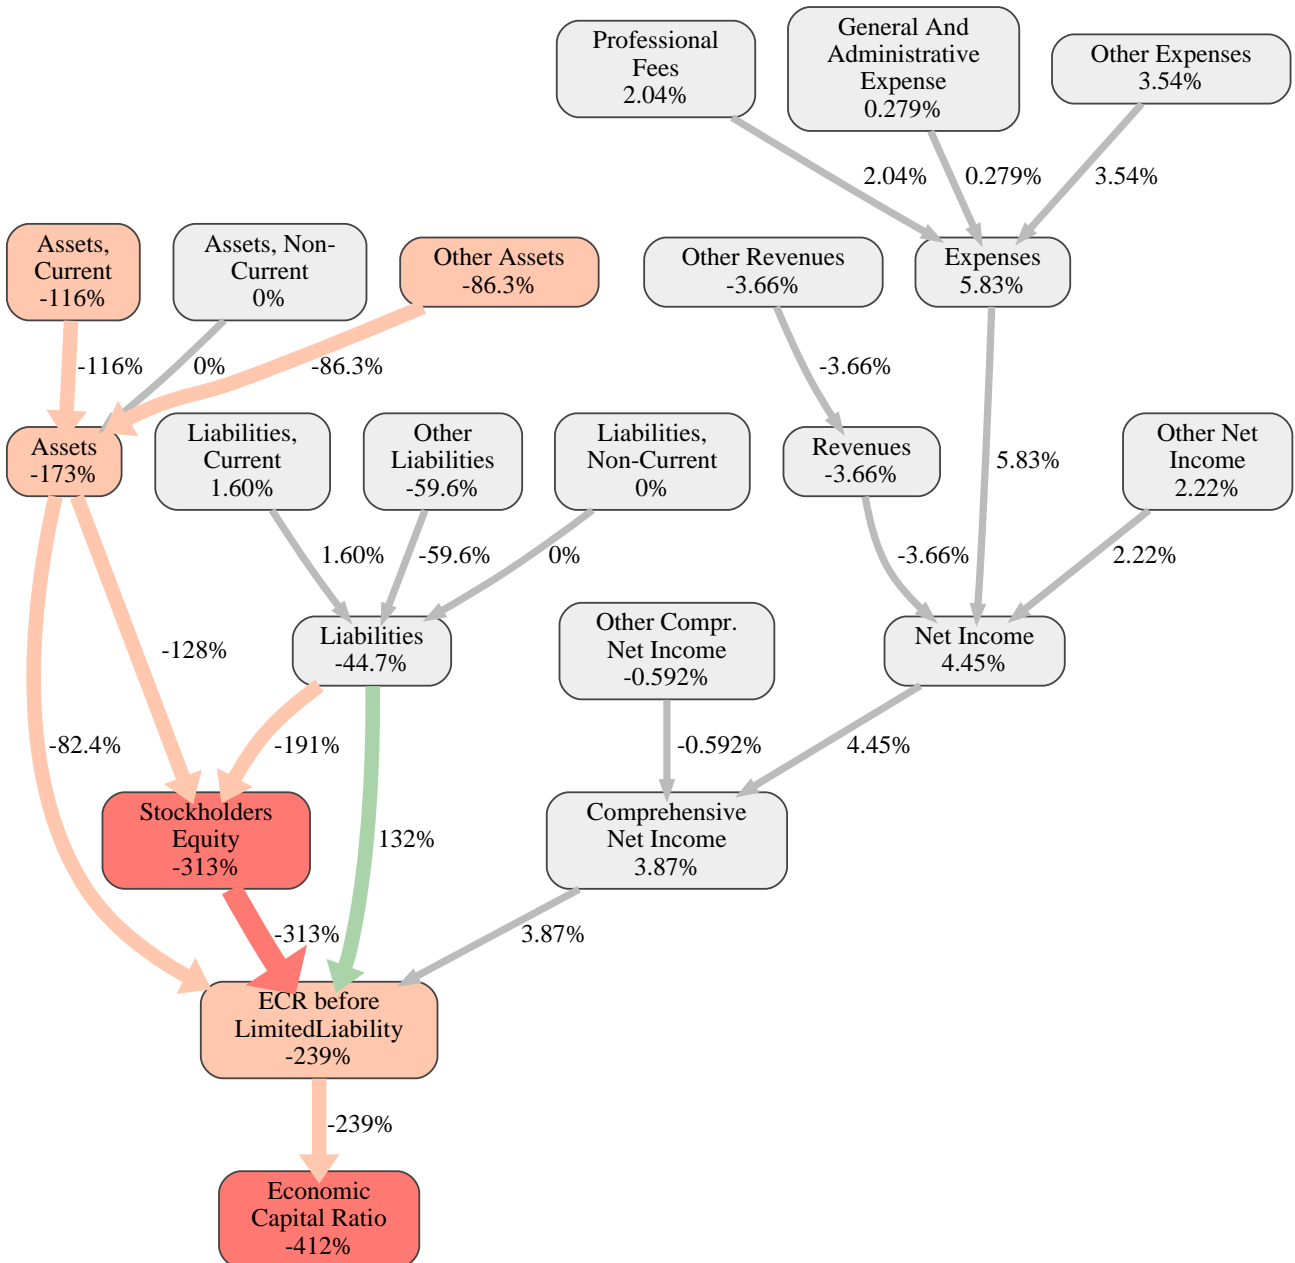 Professional
Fees
2.04%
General And
Administrative
Expense
0.279%
Other Expenses
3.54%
2.04%
0.279%
3.54%
Assets,
Current
-116%
Assets, Non-
Current
0%
Other Assets
-86.3%
Other Revenues
-3.66%
Expenses
5.83%
-116%
0%
-86.3%
-3.66%
Assets
-173%
Liabilities,
Current
1.60%
Other
Liabilities
-59.6%
Liabilities,
Non-Current
0%
Revenues
-3.66%
5.83%
Other Net
Income
2.22%
1.60%
-59.6%
0%
-3.66%
2.22%
-128%
Liabilities
-44.7%
Other Compr.
Net Income
-0.592%
Net Income
4.45%
-82.4%
-191%
-0.592%
4.45%
Stockholders
Equity
-313%
132%
Comprehensive
Net Income
3.87%
-313%
3.87%
ECR before
LimitedLiability
-239%
-239%
Economic
Capital Ratio
-412%